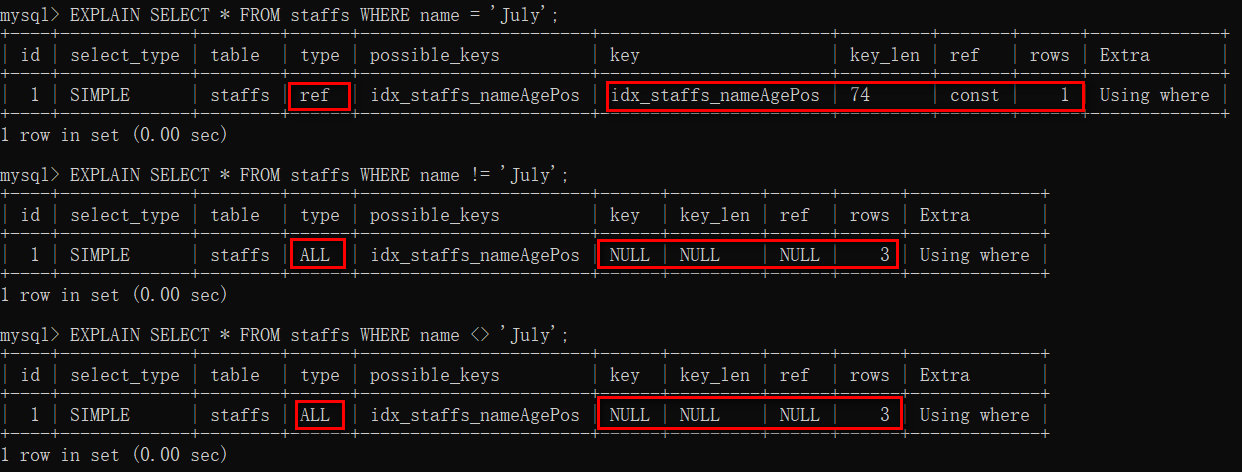 mysql> EXPLAIN SELECT * FROM staffs WHERE name = 'July';
+----+-------------+--------+------+-----------------------+-----------------------+---------+-------+------+-------------+
| id | select_type | table  | type | possible_keys         | key                   | key_len | ref   | rows | Extra       |
+----+-------------+--------+------+-----------------------+-----------------------+---------+-------+------+-------------+
|  1 | SIMPLE      | staffs | ref  | idx_staffs_nameAgePos | idx_staffs_nameAgePos | 74      | const |    1 | Using where |
+----+-------------+--------+------+-----------------------+-----------------------+---------+-------+------+-------------+
1 row in set (0.00 sec)
mysql> EXPLAIN SELECT * FROM staffs WHERE name != 'July';
+----+-------------+--------+------+-----------------------+------+---------+------+------+-------------+
| id | select_type | table  | type | possible_keys         | key  | key_len | ref  | rows | Extra       |
+----+-------------+--------+------+-----------------------+------+---------+------+------+-------------+
|  1 | SIMPLE      | staffs | ALL  | idx_staffs_nameAgePos | NULL | NULL    | NULL |    3 | Using where |
+----+-------------+--------+------+-----------------------+------+---------+------+------+-------------+
1 row in set (0.00 sec)
mysql> EXPLAIN SELECT * FROM staffs WHERE name <> 'July';
+----+-------------+--------+------+-----------------------+------+---------+------+------+-------------+
| id | select_type | table  | type | possible_keys         | key  | key_len | ref  | rows | Extra       |
+----+-------------+--------+------+-----------------------+------+---------+------+------+-------------+
|  1 | SIMPLE      | staffs | ALL  | idx_staffs_nameAgePos | NULL | NULL    | NULL |    3 | Using where |
+----+-------------+--------+------+-----------------------+------+---------+------+------+-------------+
1 row in set (0.00 sec)